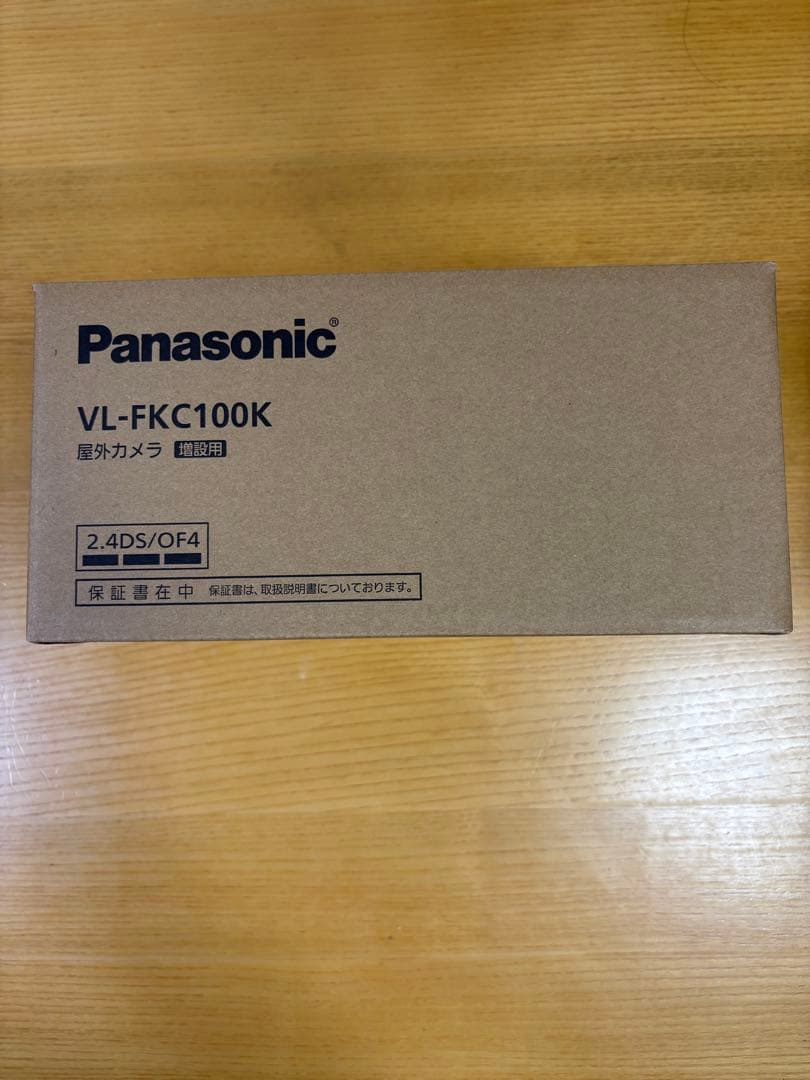 Panasonic®
VL-FKC100K
屋外カメラ 増設用
2.4DS/OF4
保証書在中 保証書は、取扱説明書についております。